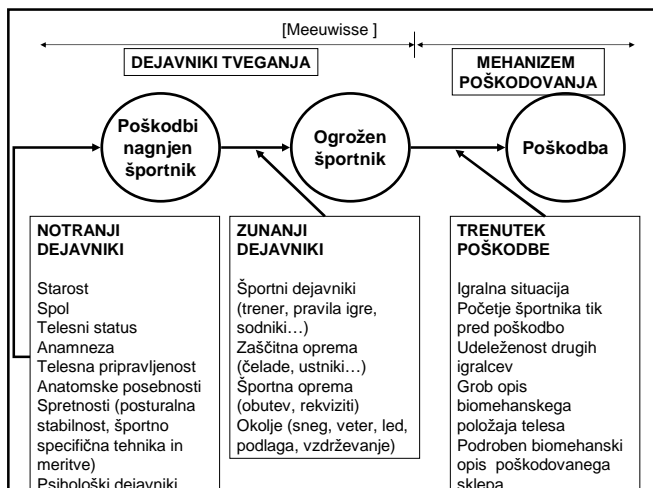 [Meeuwisse ]
DEJAVNIKI TVEGANJA
MEHANIZEM
POŠKODOVANJA
Poškodbi
nagnjen
športnik
Ogrožen
športnik
Poškodba
NOTRANJI
DEJAVNIKI
Starost
Spol
Telesni status
Anamneza
Telesna pripravljenost
Anatomske posebnosti
Spretnosti (posturalna
stabilnost, športno
specifična tehnika in
meritve)
Psihološki dejavniki
ZUNANJI
DEJAVNIKI
Športni dejavniki
(trener, pravila igre,
sodniki…)
Zaščitna oprema
(čelade, ustniki…)
Športna oprema
(obutev, rekviziti)
Okolje (sneg, veter, led,
podlaga, vzdrževanje)
TRENUTEK
POŠKODBE
Igralna situacija
Početje športnika tik
pred poškodbo
Udeleženost drugih
igralcev
Grob opis
biomehanskega
položaja telesa
Podroben biomehanski
opis poškodovanega
sklepa